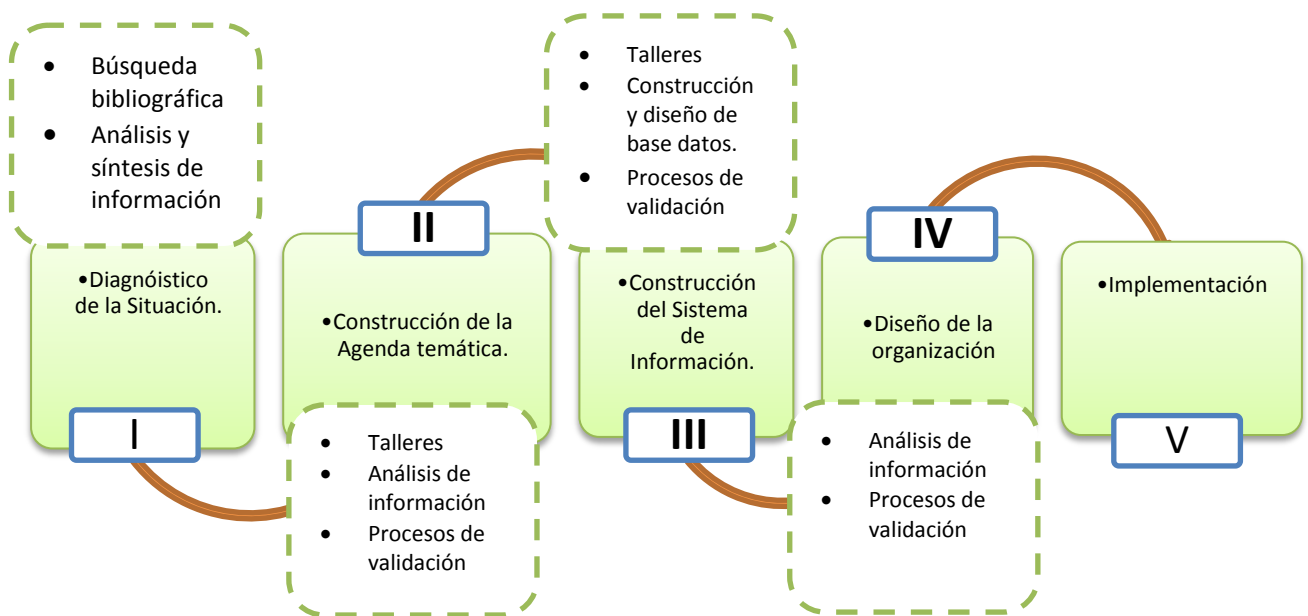 • Búsqueda
bibliográfica
• Análisis y
síntesis de
información
•Diagnóistico
de la Situación.
I
II
•Construcción de la
Agenda temática.
• Talleres
• Análisis de
información
• Procesos de
validación
• Talleres
• Construcción
y diseño de
base datos.
• Procesos de
validación
•Construcción
del Sistema
de
Información.
III
IV
•Diseño de la
organización
• Análisis de
información
• Procesos de
validación
•Implementación
V